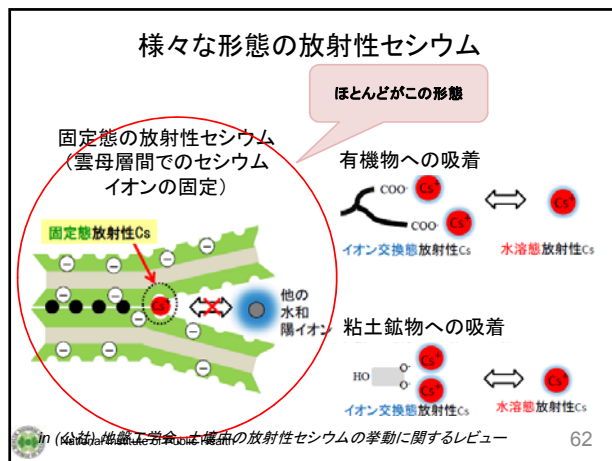 様々な形態の放射性セシウム
ほとんどがこの形態
固定態の放射性セシウム
（雲母層間でのセシウム
イオンの固定）
固定態放射性Cs
Cs⁺
他の
水和
陽イオン
有機物への吸着
COO⁻ Cs⁺
Cs⁺
COO⁻ Cs⁺
イオン交換態放射性Cs
水溶態放射性Cs
粘土鉱物への吸着
HO
O⁻ Cs⁺
O⁻ Cs⁺
Cs⁺
イオン交換態放射性Cs
水溶態放射性Cs
in (公社) 地盤工学会 土壌中の放射性セシウムの挙動に関するレビュー
National Institute of Public Health
62